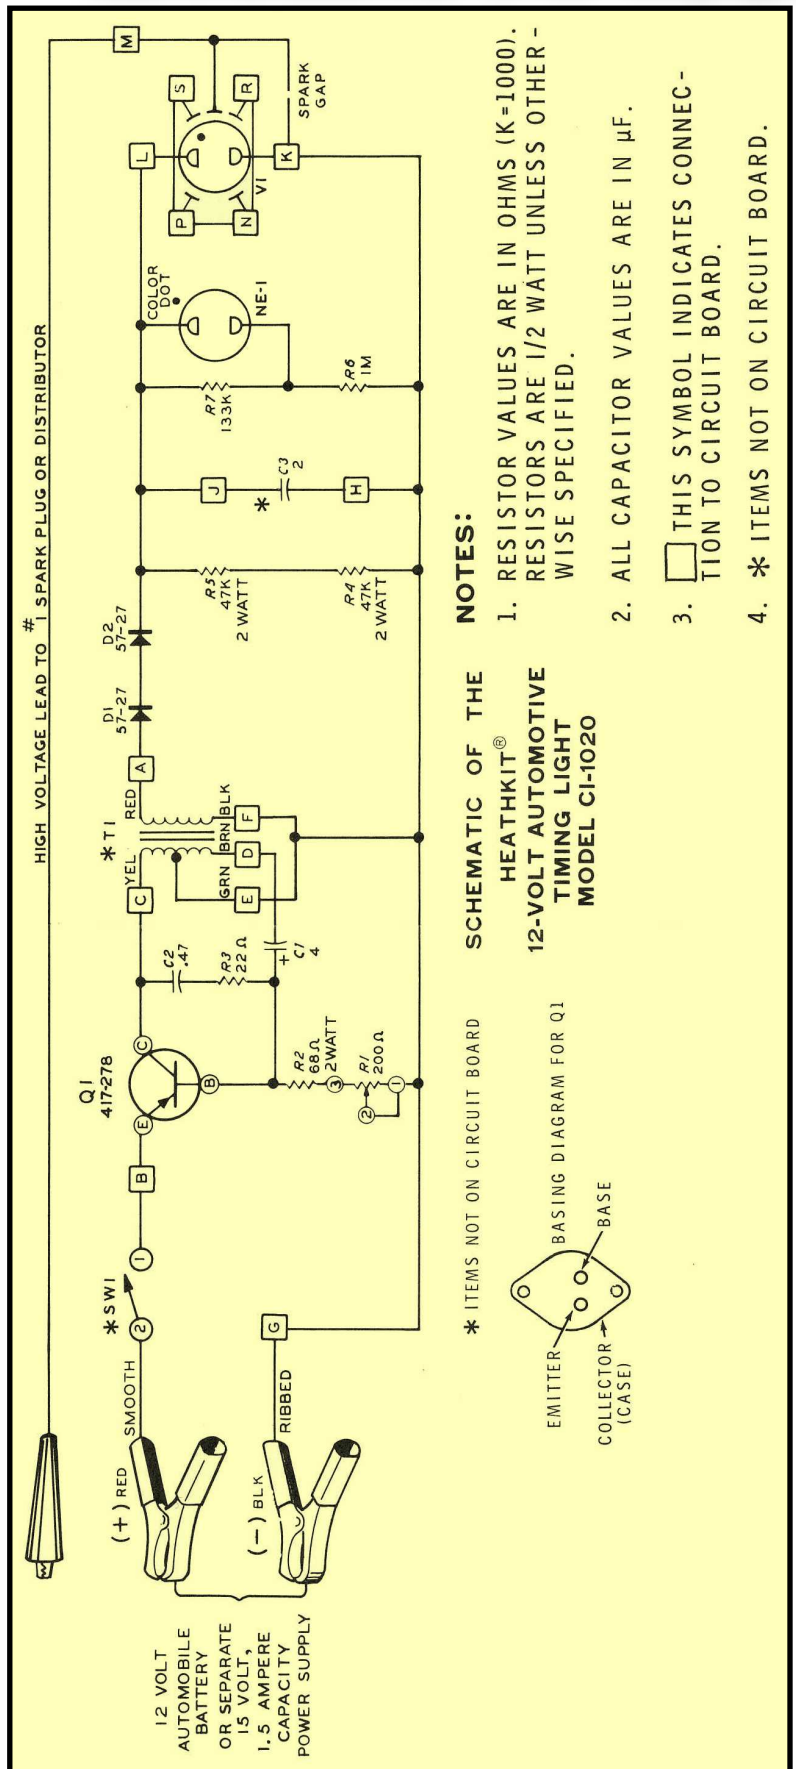 HIGH VOLTAGE LEAD TO #1 SPARK PLUG OR DISTRIBUTOR
M
12 VOLT
AUTOMOBILE
BATTERY
OR SEPARATE
15 VOLT,
1.5 AMPERE
CAPACITY
POWER SUPPLY
(+) RED
SMOOTH
(-) BLK
RIBBED
G
* SW1
2
1
B
Q1
417-278
E
C
B
R2
68Ω
2WATT
3
R1
200Ω
2
1
C2
.47
R3
22Ω
+
C1
4
C
YEL
* T1
RED
GRN
BRN
BLK
E
D
F
A
D1
57-27
D2
57-27
R5
47K
2 WATT
R4
47K
2 WATT
J
*
C3
2
H
R7
133K
R6
1M
COLOR
DOT
NE-1
L
P
S
N
R
V1
K
SPARK
GAP
* ITEMS NOT ON CIRCUIT BOARD
BASING DIAGRAM FOR Q1
EMITTER
BASE
COLLECTOR
(CASE)
SCHEMATIC OF THE
HEATHKIT®
12-VOLT AUTOMOTIVE
TIMING LIGHT
MODEL CI-1020
NOTES:
1. RESISTOR VALUES ARE IN OHMS (K=1000).
RESISTORS ARE 1/2 WATT UNLESS OTHER-
WISE SPECIFIED.
2. ALL CAPACITOR VALUES ARE IN µF.
3. THIS SYMBOL INDICATES CONNEC-
TION TO CIRCUIT BOARD.
4. * ITEMS NOT ON CIRCUIT BOARD.